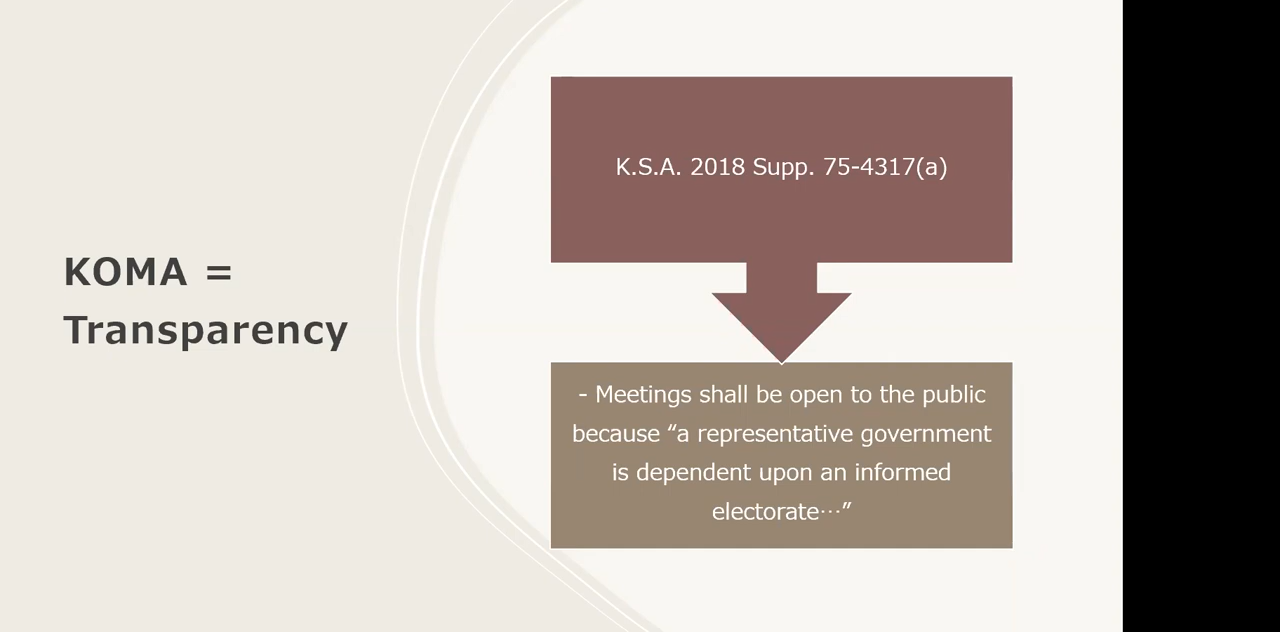 KOMA =
Transparency
K.S.A. 2018 Supp. 75-4317(a)
- Meetings shall be open to the public
because “a representative government
is dependent upon an informed
electorate…”